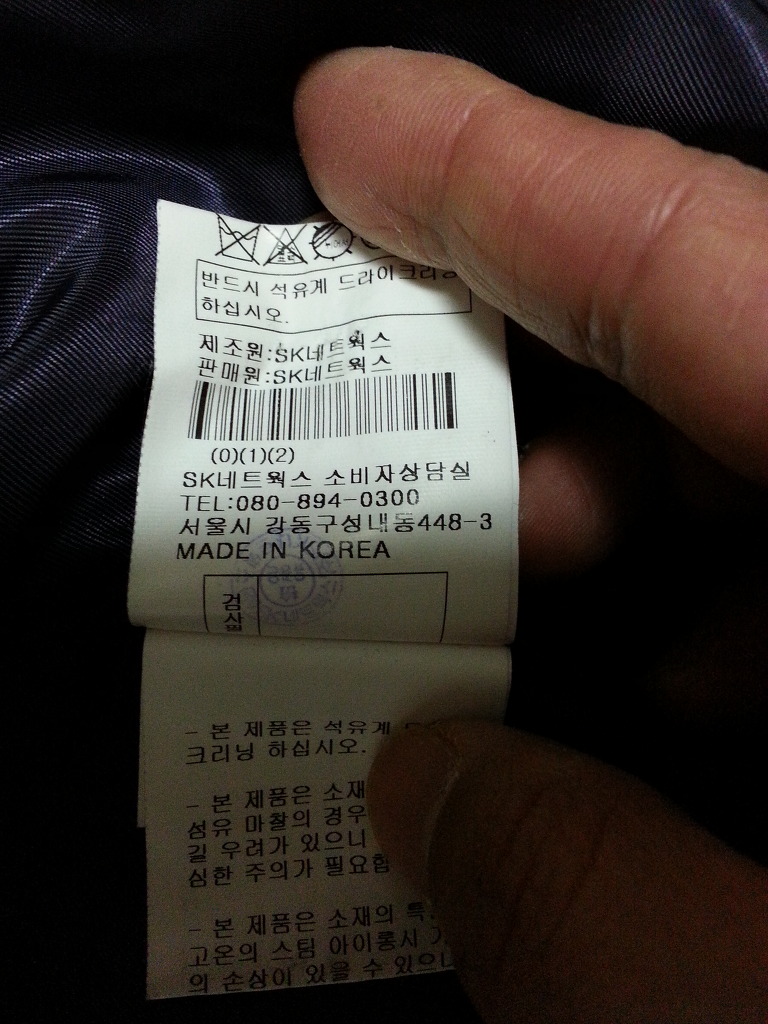 반드시 석유계 드라이크리닝
하십시오.
제조원:SK네트웍스
판매원:SK네트웍스
(0)(1)(2)
SK네트웍스 소비자상담실
TEL:080-894-0300
서울시 강동구성내동448-3
MADE IN KOREA
검사필
- 본 제품은 석유계
크리닝 하십시오.
- 본 제품은 소재
섬유 마찰의 경우
길 우려가 있으니
심한 주의가 필요합
- 본 제품은 소재의 특
고온의 스팀 아이롱시
의 손상이 있을 수 있으니